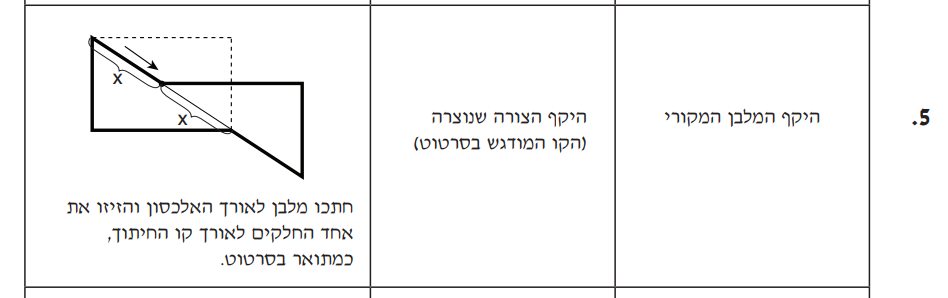 .5
היקף המלבן המקורי
היקף הצורה שנוצרה
(הקו המודגש בסרטוט)
x
x
חתכו מלבן לאורך האלכסון והזיזו את
אחד החלקים לאורך קו החיתוך,
כמתואר בסרטוט.